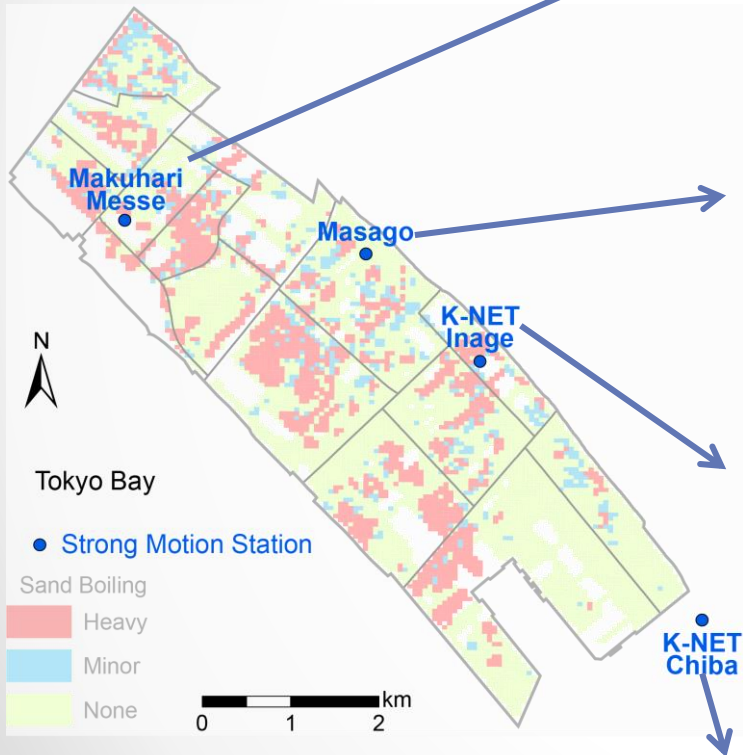 Makuhari
Messe
Masago
K-NET
Inage
N
Tokyo Bay
Strong Motion Station
Sand Boiling
Heavy
Minor
None
km
0 1 2
K-NET
Chiba